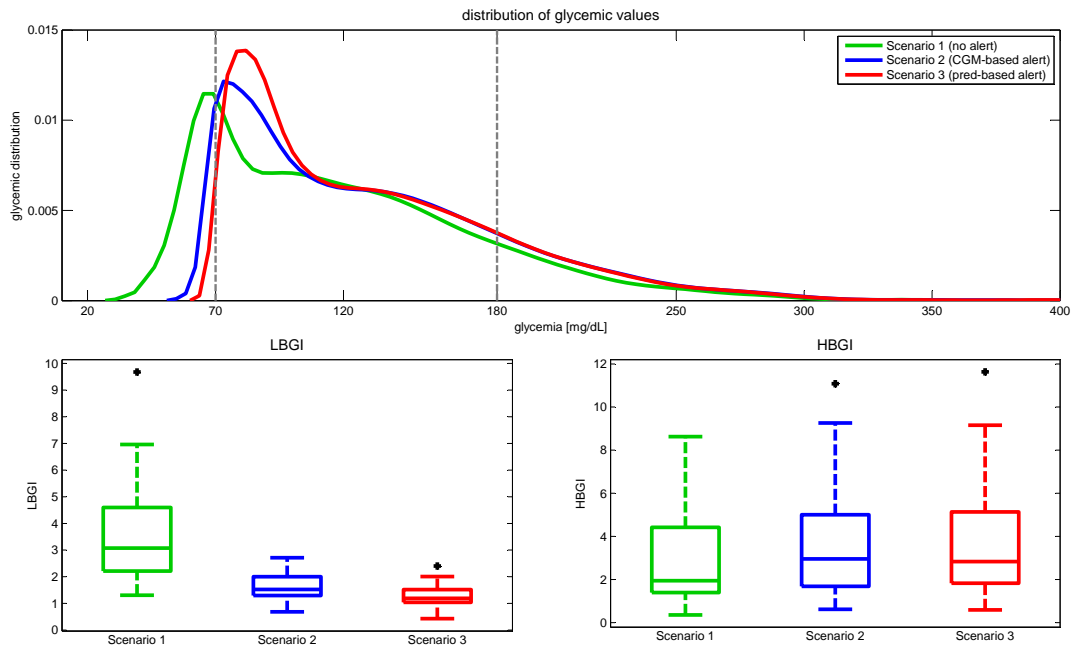 distribution of glycemic values
0.015
0.01
0.005
0
glycemic distribution
Scenario 1 (no alert)
Scenario 2 (CGM-based alert)
Scenario 3 (pred-based alert)
20 70 120 180 250 300 350 400
glycemia [mg/dL]
LBGI
10
9
8
7
6
5
4
3
2
1
0
LBGI
Scenario 1 Scenario 2 Scenario 3
HBGI
12
10
8
6
4
2
0
HBGI
Scenario 1 Scenario 2 Scenario 3